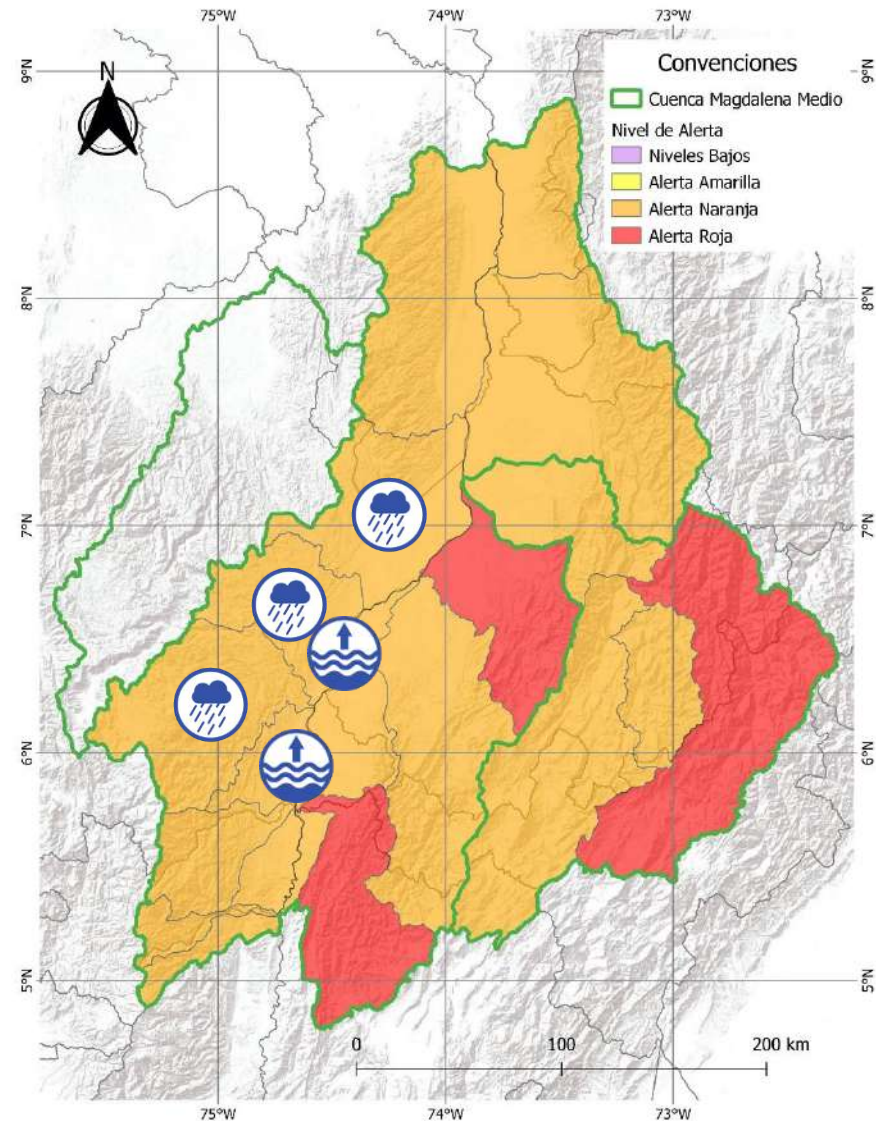 75°W 74°W 73°W
N
Convenciones
Cuenca Magdalena Medio
Nivel de Alerta
Niveles Bajos
Alerta Amarilla
Alerta Naranja
Alerta Roja
9°N 9°N
8°N 8°N
7°N 7°N
6°N 6°N
5°N 5°N
0 100 200 km
75°W 74°W 73°W